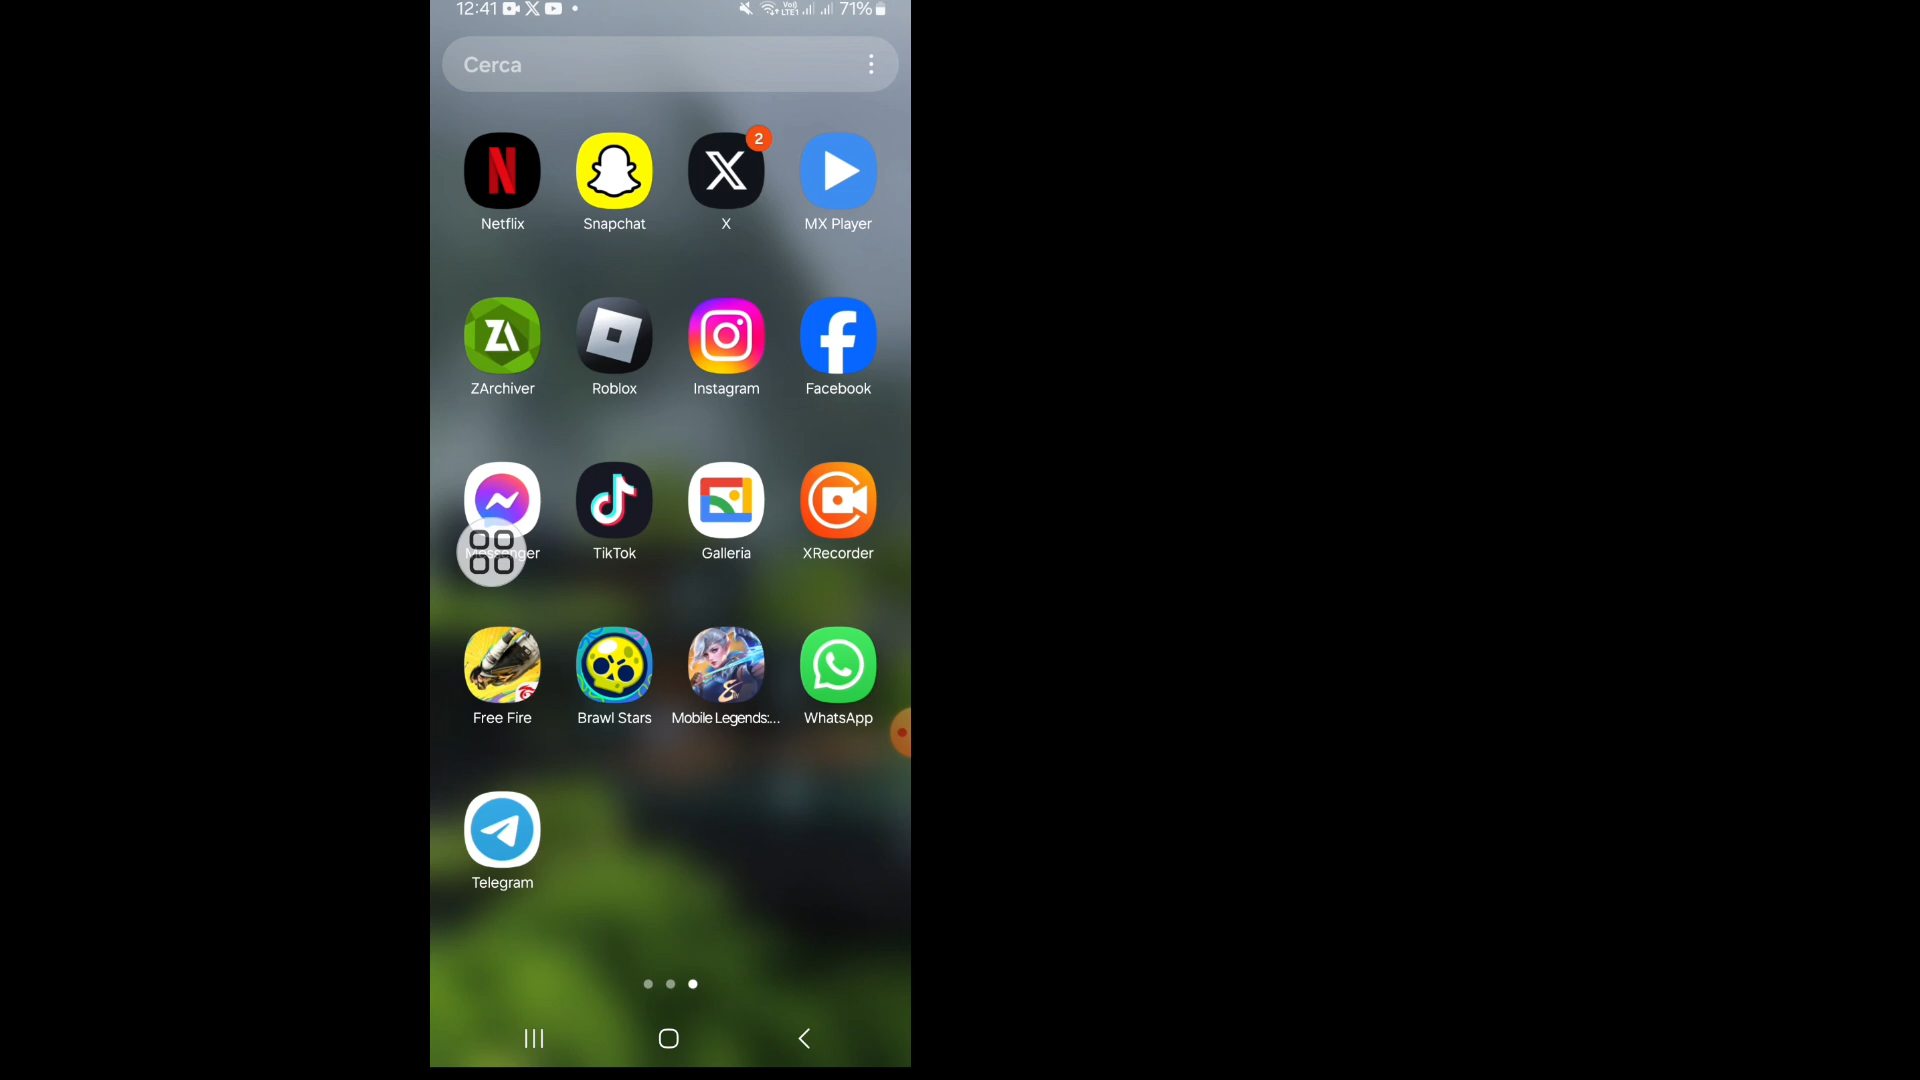 12:41 71%
Cerca
2
Netflix Snapchat X MX Player
ZArchiver Roblox Instagram Facebook
TikTok Galleria XRecorder
Free Fire Brawl Stars Mobile Legends:... WhatsApp
Telegram